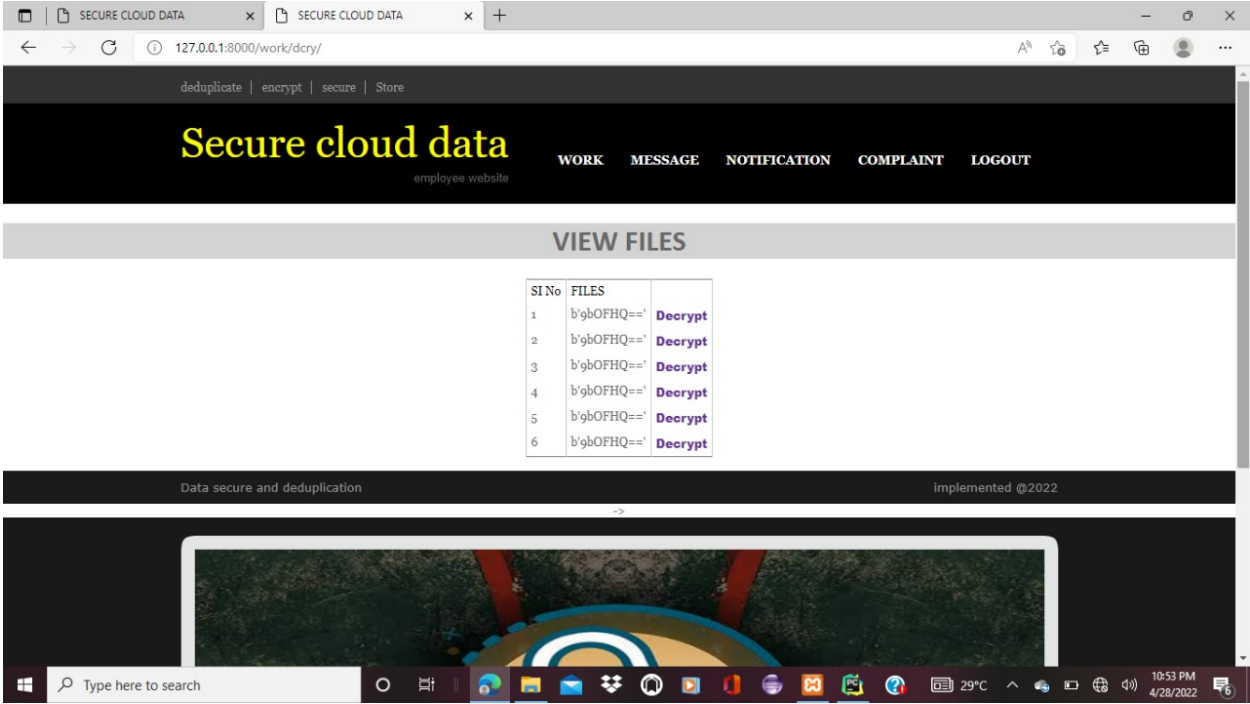 SECURE CLOUD DATA
SECURE CLOUD DATA
127.0.0.1:8000/work/dcry/
deduplicate | encrypt | secure | Store
Secure cloud data
employee website
WORK MESSAGE NOTIFICATION COMPLAINT LOGOUT
VIEW FILES
SI No FILES
1 b'9bOFHQ==' Decrypt
2 b'9bOFHQ==' Decrypt
3 b'9bOFHQ==' Decrypt
4 b'9bOFHQ==' Decrypt
5 b'9bOFHQ==' Decrypt
6 b'9bOFHQ==' Decrypt
Data secure and deduplication implemented @2022
->
Type here to search
29°C
10:53 PM
4/28/2022
6